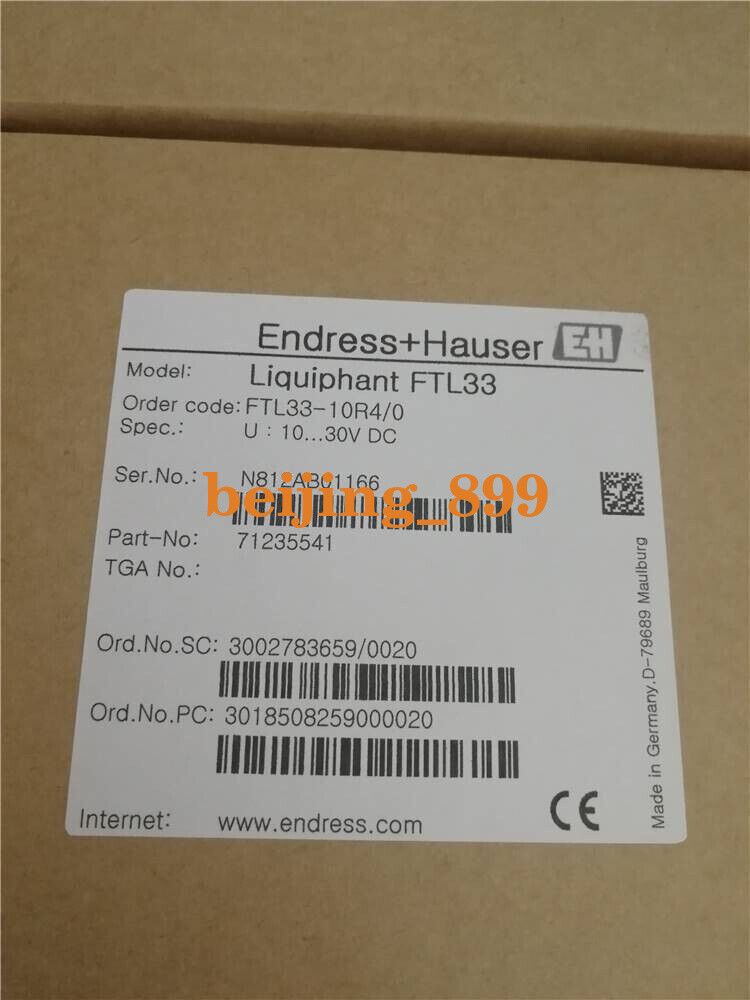 Endress+Hauser EH
Model: Liquiphant FTL33
Order code: FTL33-10R4/0
Spec.: U : 10...30V DC
Ser.No.: N812AB01166
beijing_899
Part-No: 71235541
TGA No.:
Ord.No.SC: 3002783659/0020
Ord.No.PC: 3018508259000020
Internet: www.endress.com
CE
Made in Germany.D-79689 Maulburg